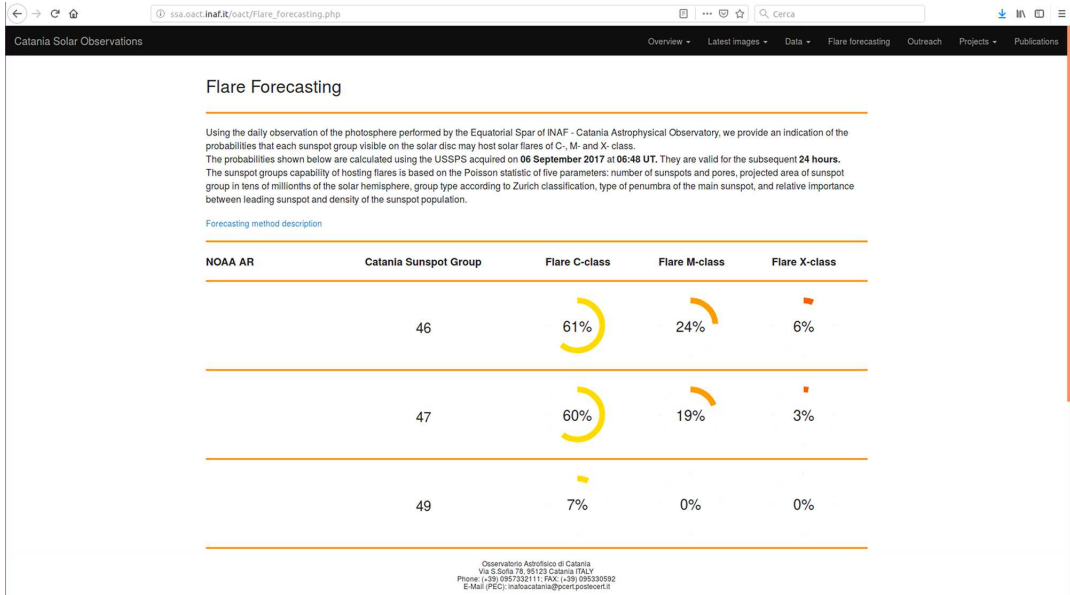 ssa.oact.inaf.it/oact/Flare_forecasting.php
Cerca
Catania Solar Observations
Overview
Latest images
Data
Flare forecasting
Outreach
Projects
Publications
Flare Forecasting
Using the daily observation of the photosphere performed by the Equatorial Spar of INAF - Catania Astrophysical Observatory, we provide an indication of the
probabilities that each sunspot group visible on the solar disc may host solar flares of C-, M- and X- class.
The probabilities shown below are calculated using the USSPS acquired on 06 September 2017 at 06:48 UT. They are valid for the subsequent 24 hours.
The sunspot groups capability of hosting flares is based on the Poisson statistic of five parameters: number of sunspots and pores, projected area of sunspot
group in tens of millionths of the solar hemisphere, group type according to Zurich classification, type of penumbra of the main sunspot, and relative importance
between leading sunspot and density of the sunspot population.
Forecasting method description
NOAA AR Catania Sunspot Group Flare C-class Flare M-class Flare X-class
46 61% 24% 6%
47 60% 19% 3%
49 7% 0% 0%
Osservatorio Astrofisico di Catania
Via S.Sofia 78, 95123 Catania ITALY
Phone: (+39) 0957332111; FAX: (+39) 095330592
E-Mail (PEC): inafoacatania@pcert.postecert.it